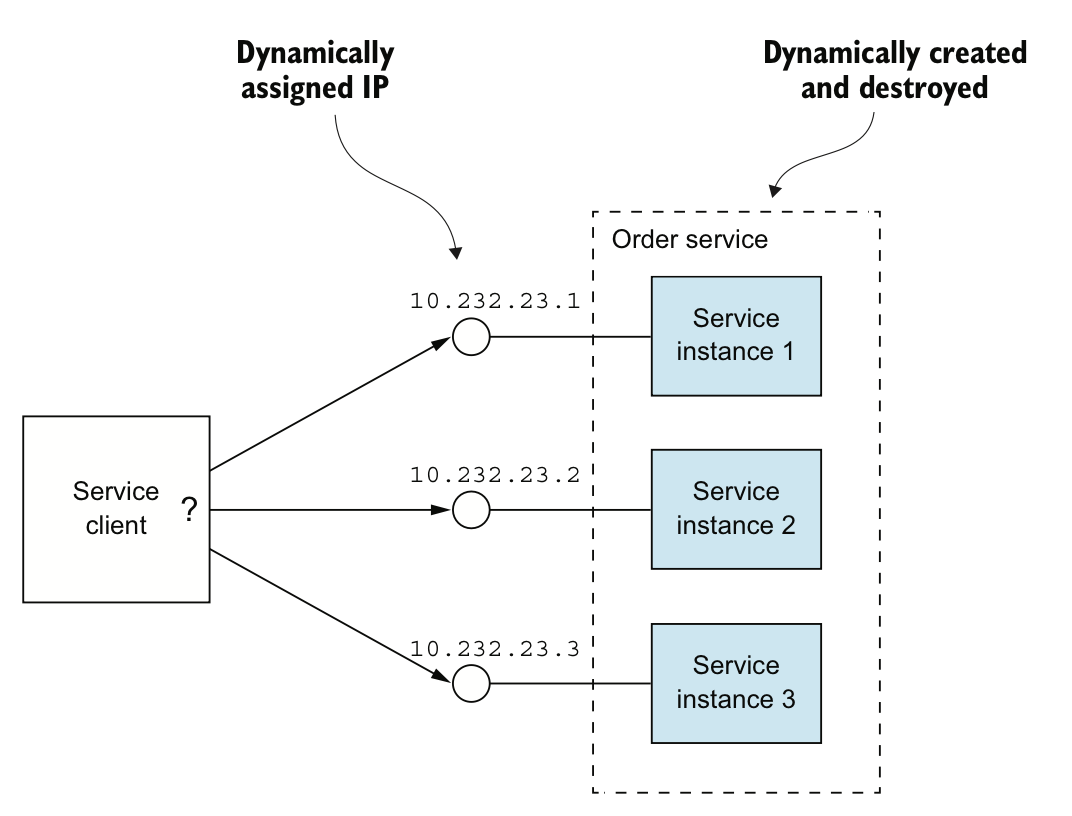 Dynamically
assigned IP
Dynamically created
and destroyed
Order service
10.232.23.1
Service
instance 1
Service
client
?
10.232.23.2
Service
instance 2
10.232.23.3
Service
instance 3